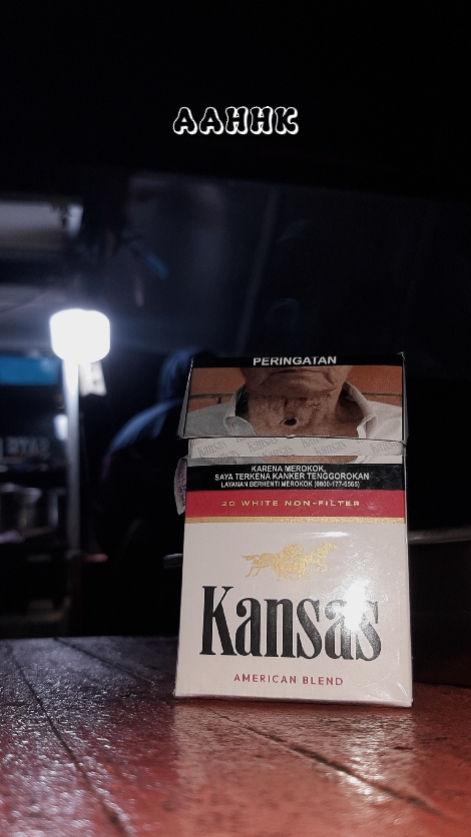 AAHHK
PERINGATAN
KARENA MEROKOK,
SAYA TERKENA KANKER TENGGOROKAN
LAYANAN BERHENTI MEROKOK (0800-177-6565)
20 WHITE NON-FILTER
Kansas
AMERICAN BLEND